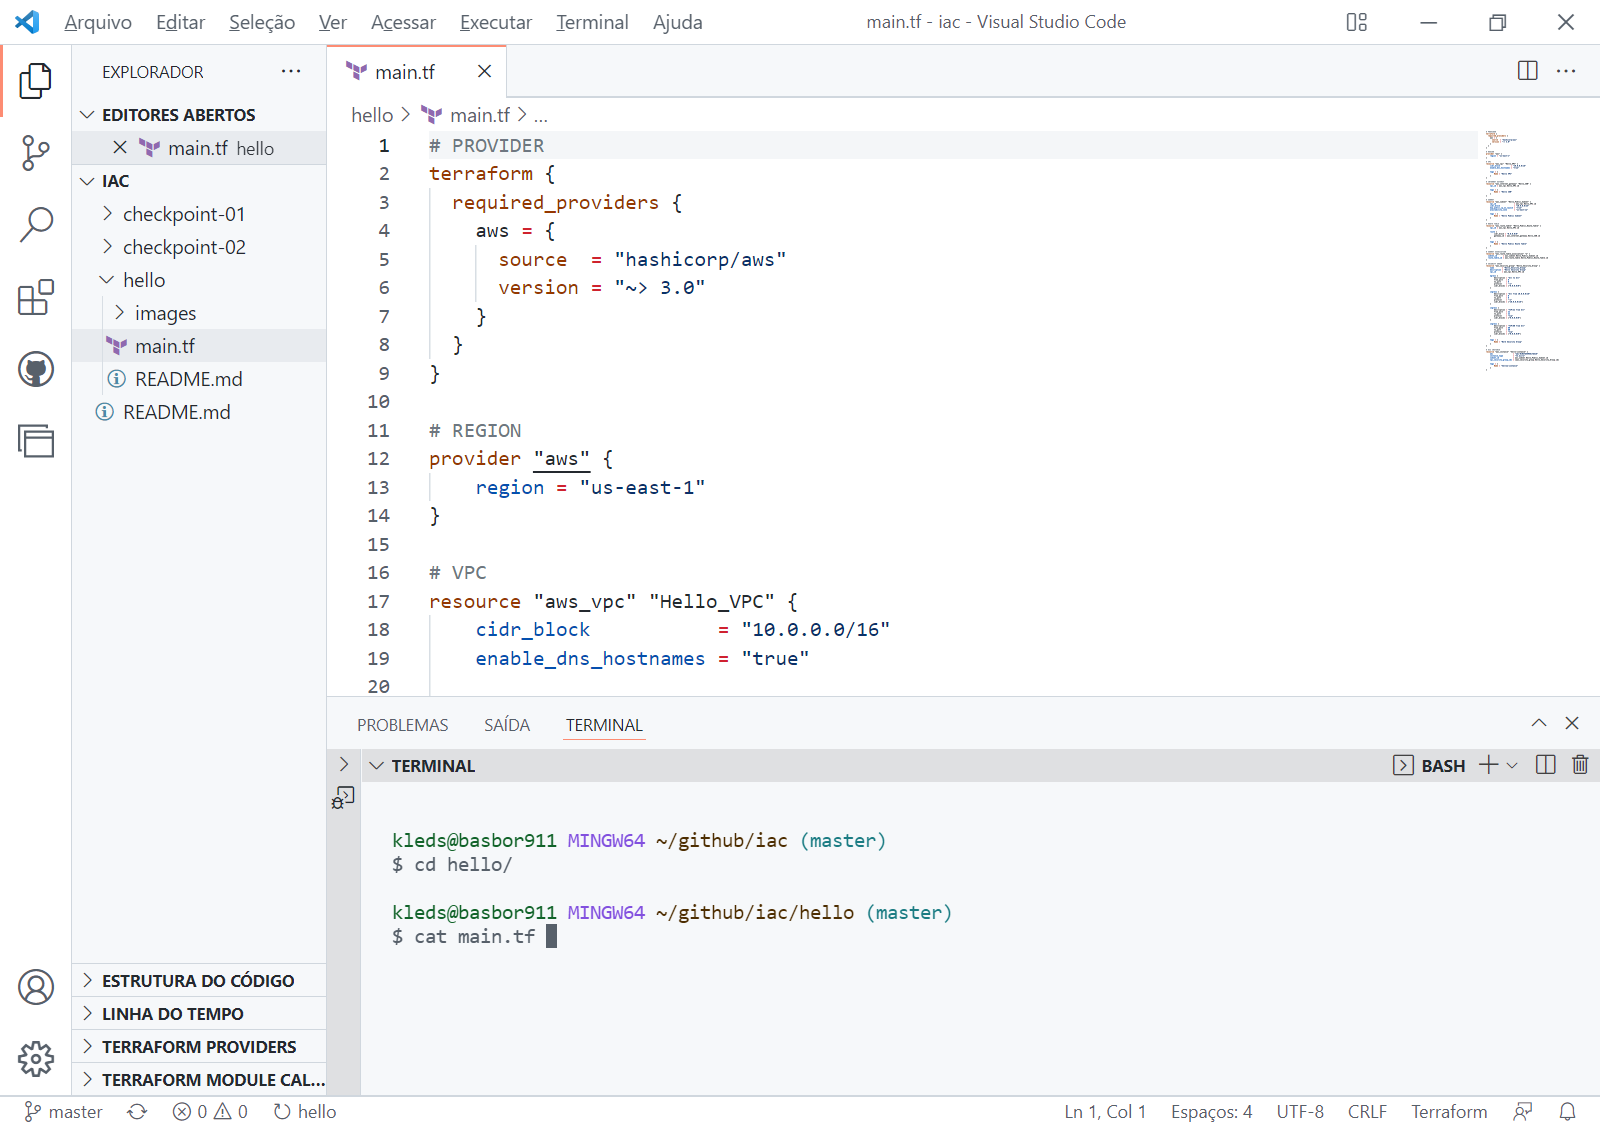 Arquivo Editar Seleção Ver Acessar Executar Terminal Ajuda main.tf - iac - Visual Studio Code
EXPLORADOR
EDITORES ABERTOS
main.tf hello
IAC
checkpoint-01
checkpoint-02
hello
images
main.tf
README.md
README.md
ESTRUTURA DO CÓDIGO
LINHA DO TEMPO
TERRAFORM PROVIDERS
TERRAFORM MODULE CAL...
main.tf
hello > main.tf > ...
1 # PROVIDER
2 terraform {
3 required_providers {
4 aws = {
5 source = "hashicorp/aws"
6 version = "~> 3.0"
7 }
8 }
9 }
10
11 # REGION
12 provider "aws" {
13 region = "us-east-1"
14 }
15
16 # VPC
17 resource "aws_vpc" "Hello_VPC" {
18 cidr_block = "10.0.0.0/16"
19 enable_dns_hostnames = "true"
20
PROBLEMAS SAÍDA TERMINAL
TERMINAL BASH
kleds@basbor911 MINGW64 ~/github/iac (master)
$ cd hello/
kleds@basbor911 MINGW64 ~/github/iac/hello (master)
$ cat main.tf
master 0 0 hello Ln 1, Col 1 Espaços: 4 UTF-8 CRLF Terraform